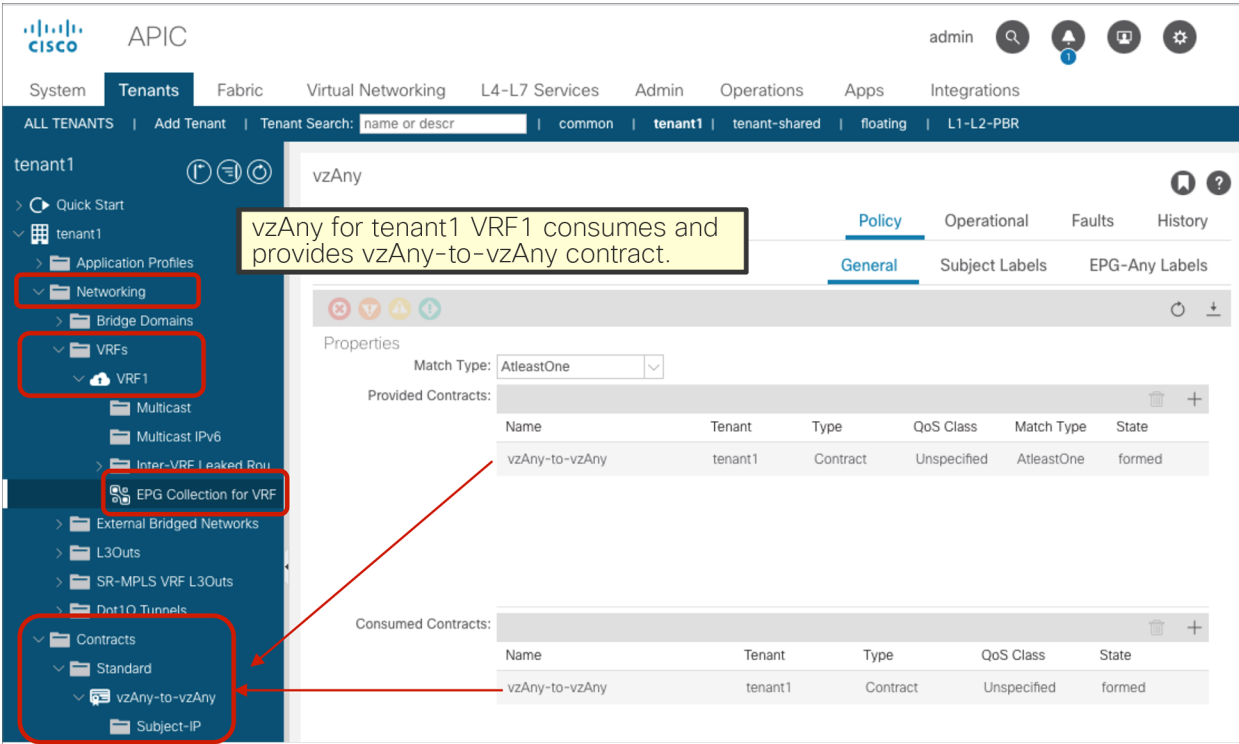 CISCO APIC admin
1
System Tenants Fabric Virtual Networking L4-L7 Services Admin Operations Apps Integrations
ALL TENANTS | Add Tenant | Tenant Search: name or descr | common | tenant1 | tenant-shared | floating | L1-L2-PBR
tenant1
Quick Start
tenant1
Application Profiles
Networking
Bridge Domains
VRFs
VRF1
Multicast
Multicast IPv6
Inter-VRF Leaked Rou
EPG Collection for VRF
External Bridged Networks
L3Outs
SR-MPLS VRF L3Outs
Dot1Q Tunnels
Contracts
Standard
vzAny-to-vzAny
Subject-IP
vzAny
vzAny for tenant1 VRF1 consumes and
provides vzAny-to-vzAny contract.
Policy Operational Faults History
General Subject Labels EPG-Any Labels
Properties
Match Type: AtleastOne
Provided Contracts:
Name Tenant Type QoS Class Match Type State
vzAny-to-vzAny tenant1 Contract Unspecified AtleastOne formed
Consumed Contracts:
Name Tenant Type QoS Class State
vzAny-to-vzAny tenant1 Contract Unspecified formed